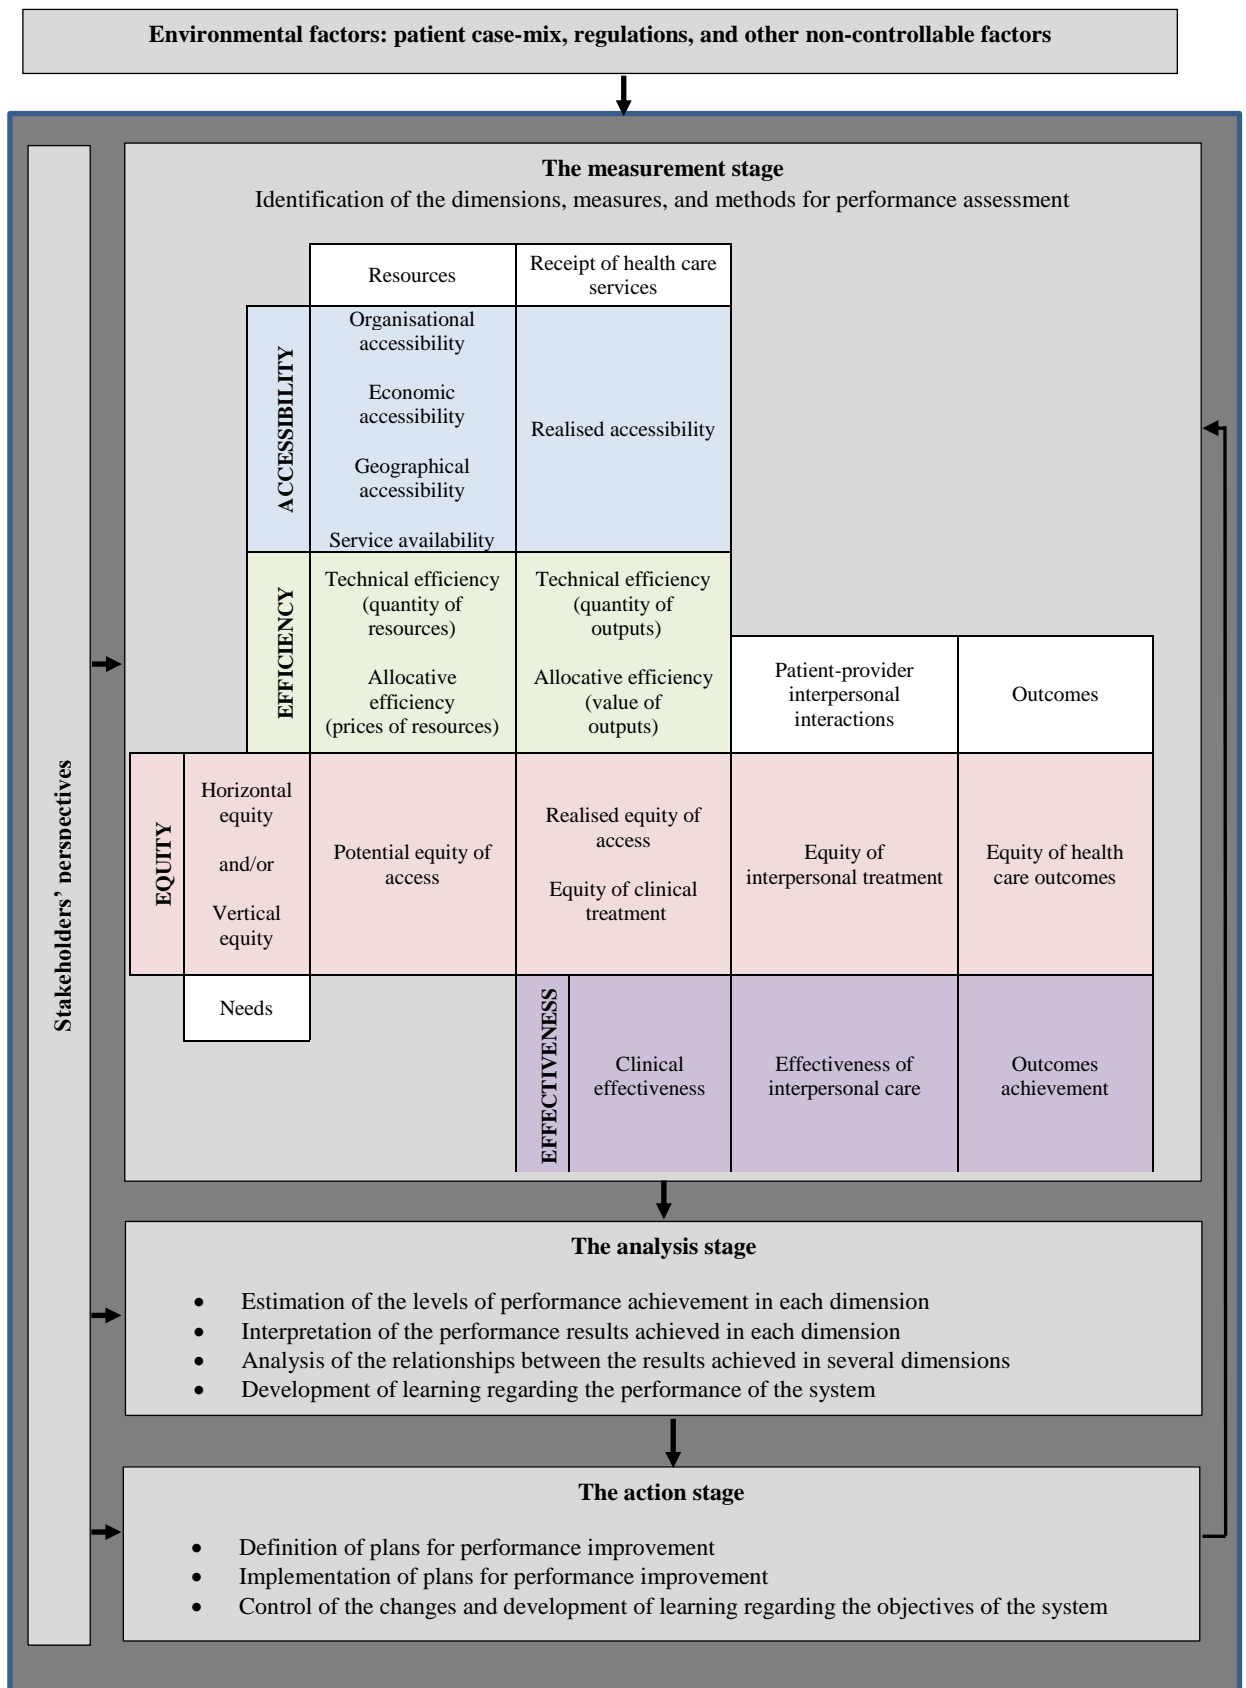 Environmental factors: patient case-mix, regulations, and other non-controllable factors
Stakeholders' perspectives
The measurement stage
Identification of the dimensions, measures, and methods for performance assessment
Resources
Receipt of health care
services
ACCESSIBILITY
Organisational
accessibility
Economic
accessibility
Geographical
accessibility
Service availability
Realised accessibility
EFFICIENCY
Technical efficiency
(quantity of
resources)
Allocative
efficiency
(prices of resources)
Technical efficiency
(quantity of
outputs)
Allocative efficiency
(value of
outputs)
Patient-provider
interpersonal
interactions
Outcomes
EQUITY
Horizontal
equity
and/or
Vertical
equity
Potential equity of
access
Realised equity of
access
Equity of clinical
treatment
Equity of
interpersonal treatment
Equity of health
care outcomes
Needs
EFFECTIVENESS
Clinical
effectiveness
Effectiveness of
interpersonal care
Outcomes
achievement
The analysis stage
• Estimation of the levels of performance achievement in each dimension
• Interpretation of the performance results achieved in each dimension
• Analysis of the relationships between the results achieved in several dimensions
• Development of learning regarding the performance of the system
The action stage
• Definition of plans for performance improvement
• Implementation of plans for performance improvement
• Control of the changes and development of learning regarding the objectives of the system